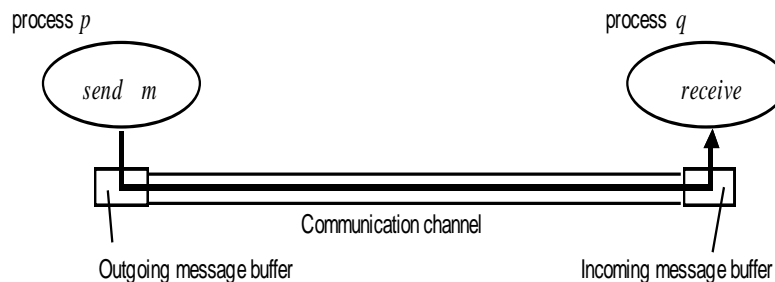 process p
process q
send m
receive
Communication channel
Outgoing message buffer
Incoming message buffer